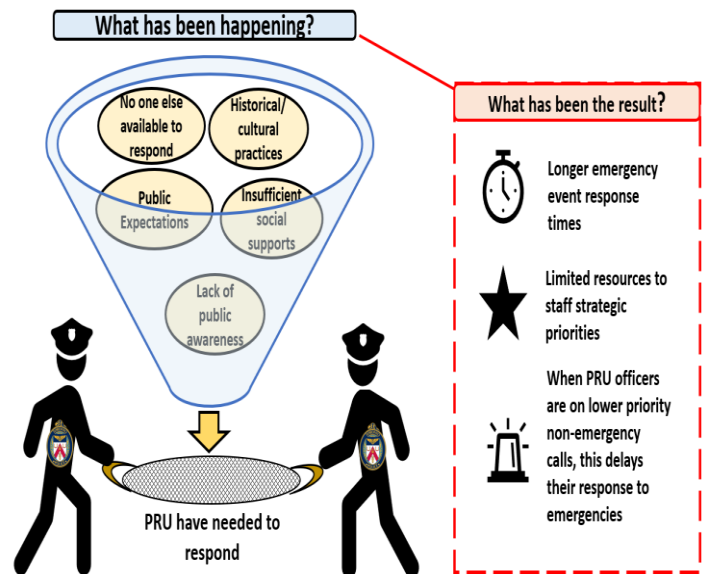 What has been happening?
No one else
available to
respond
Historical/
cultural
practices
Public
Expectations
Insufficient
social
supports
Lack of
public
awareness
PRU have needed to
respond
What has been the result?
Longer emergency
event response
times
Limited resources to
staff strategic
priorities
When PRU officers
are on lower priority
non-emergency
calls, this delays
their response to
emergencies